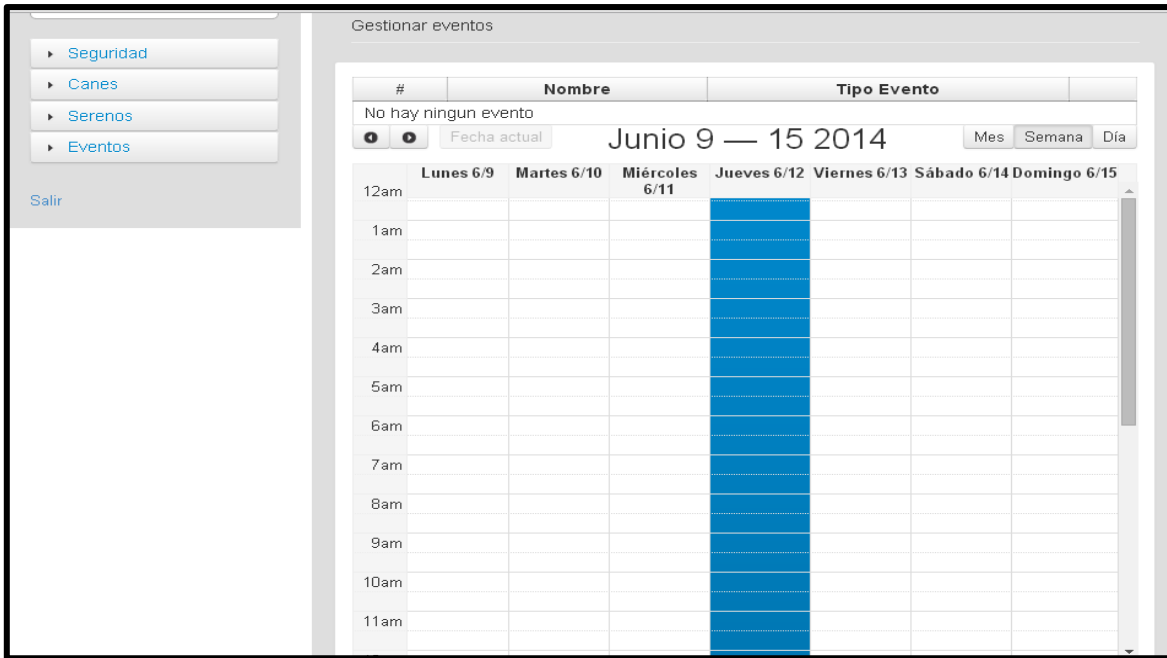 Gestionar eventos
Seguridad
Canes
Serenos
Eventos
Salir
# Nombre Tipo Evento
No hay ningun evento
Fecha actual Junio 9 — 15 2014 Mes Semana Día
Lunes 6/9 Martes 6/10 Miércoles 6/11 Jueves 6/12 Viernes 6/13 Sábado 6/14 Domingo 6/15
12am
1am
2am
3am
4am
5am
6am
7am
8am
9am
10am
11am